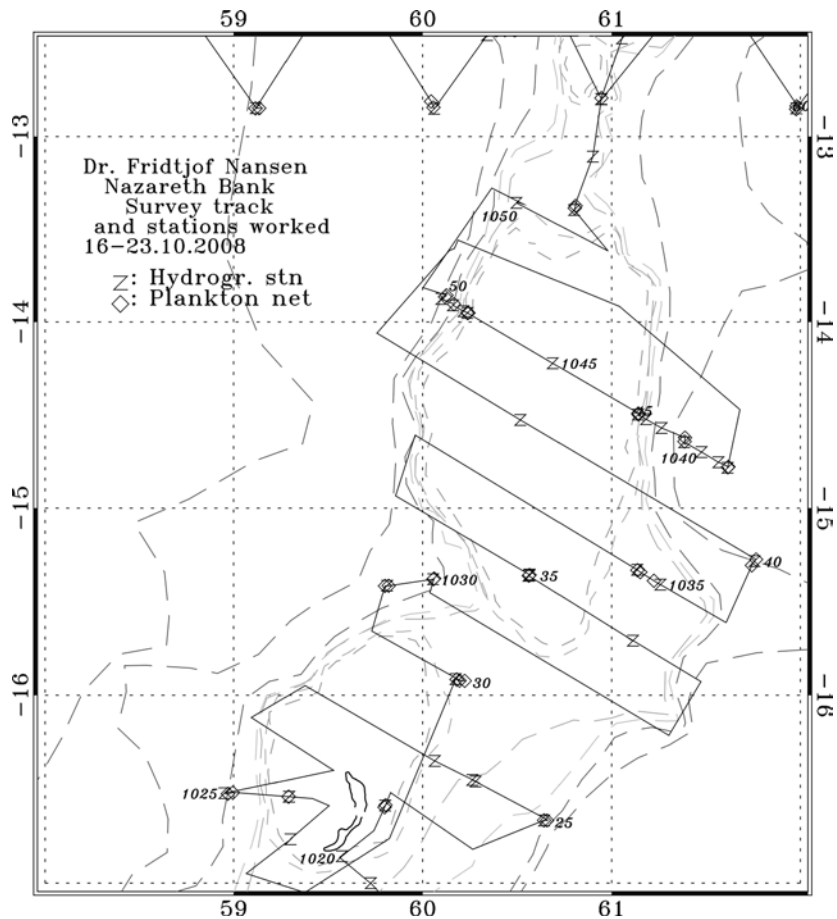 59 60 61
-13 -13
Dr. Fridtjof Nansen
Nazareth Bank
Survey track
and stations worked
16-23.10.2008
: Hydrogr. stn
: Plankton net
1050
50
-14 -14
1045
1040
-15 -15
40
1030
35
1035
30
-16 -16
1025
25
1020
59 60 61